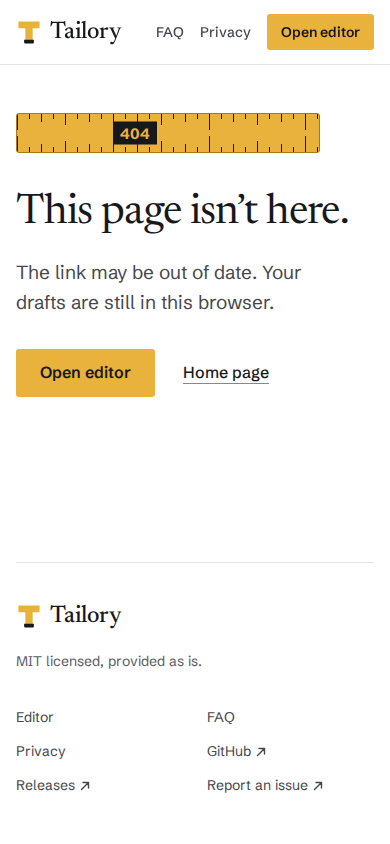 Tailory
FAQ
Privacy
Open editor
404
This page isn’t here.
The link may be out of date. Your
drafts are still in this browser.
Open editor
Home page
Tailory
MIT licensed, provided as is.
Editor
FAQ
Privacy
GitHub
Releases
Report an issue